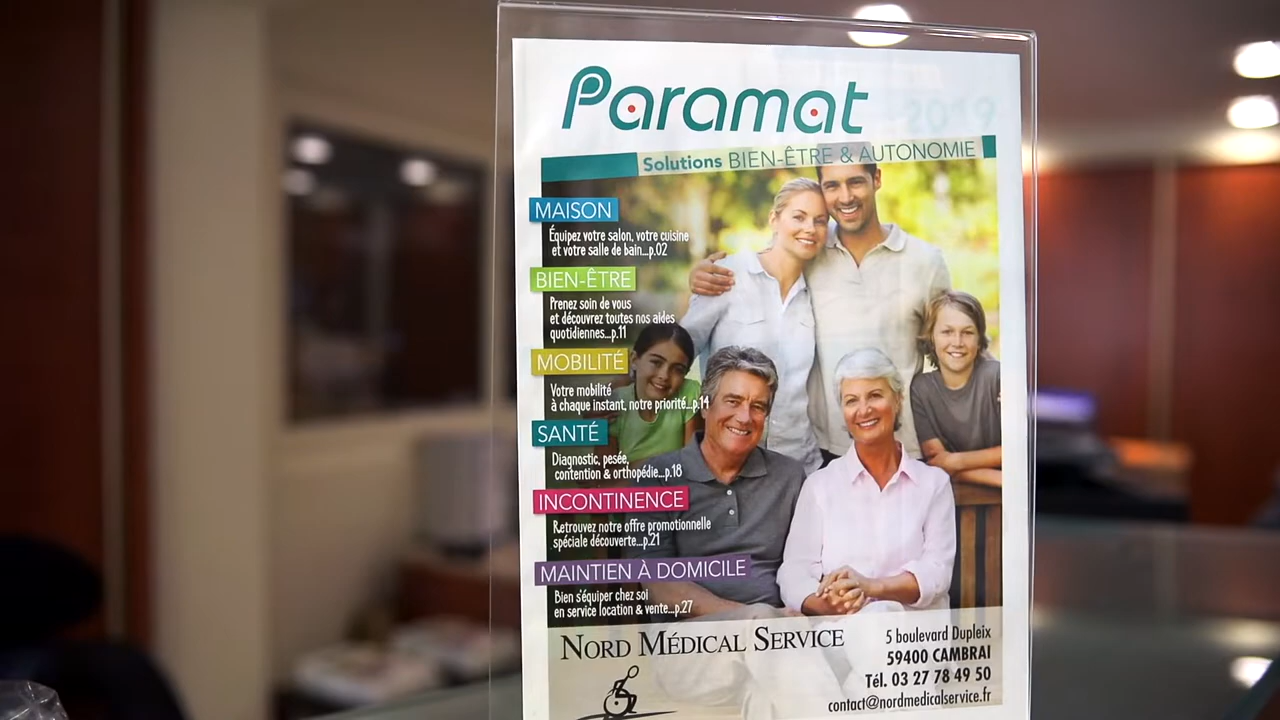 Paramat
2019
Solutions BIEN-ÊTRE & AUTONOMIE
MAISON
Équipez votre salon, votre cuisine
et votre salle de bain...p.02
BIEN-ÊTRE
Prenez soin de vous
et découvrez toutes nos aides
quotidiennes...p.11
MOBILITÉ
Votre mobilité
à chaque instant, notre priorité...p.14
SANTÉ
Diagnostic, pesée,
contention & orthopédie...p.18
INCONTINENCE
Retrouvez notre offre promotionnelle
spéciale découverte...p.21
MAINTIEN À DOMICILE
Bien s'équiper chez soi
en service location & vente...p.27
NORD MÉDICAL SERVICE
5 boulevard Dupleix
59400 CAMBRAI
Tél. 03 27 78 49 50
contact@nordmedicalservice.fr